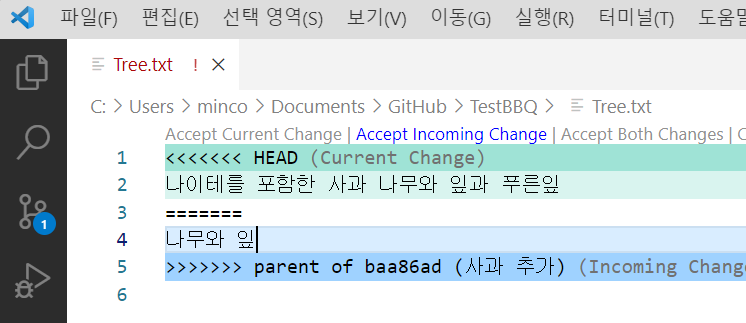 파일(F) 편집(E) 선택 영역(S) 보기(V) 이동(G) 실행(R) 터미널(T) 도움말
Tree.txt !
C: > Users > minco > Documents > GitHub > TestBBQ > Tree.txt
Accept Current Change | Accept Incoming Change | Accept Both Changes | C
1 <<<<<<< HEAD (Current Change)
2 나이테를 포함한 사과 나무와 잎과 푸른잎
3 =======
4 나무와 잎
5 >>>>>>> parent of baa86ad (사과 추가) (Incoming Chang
6
1